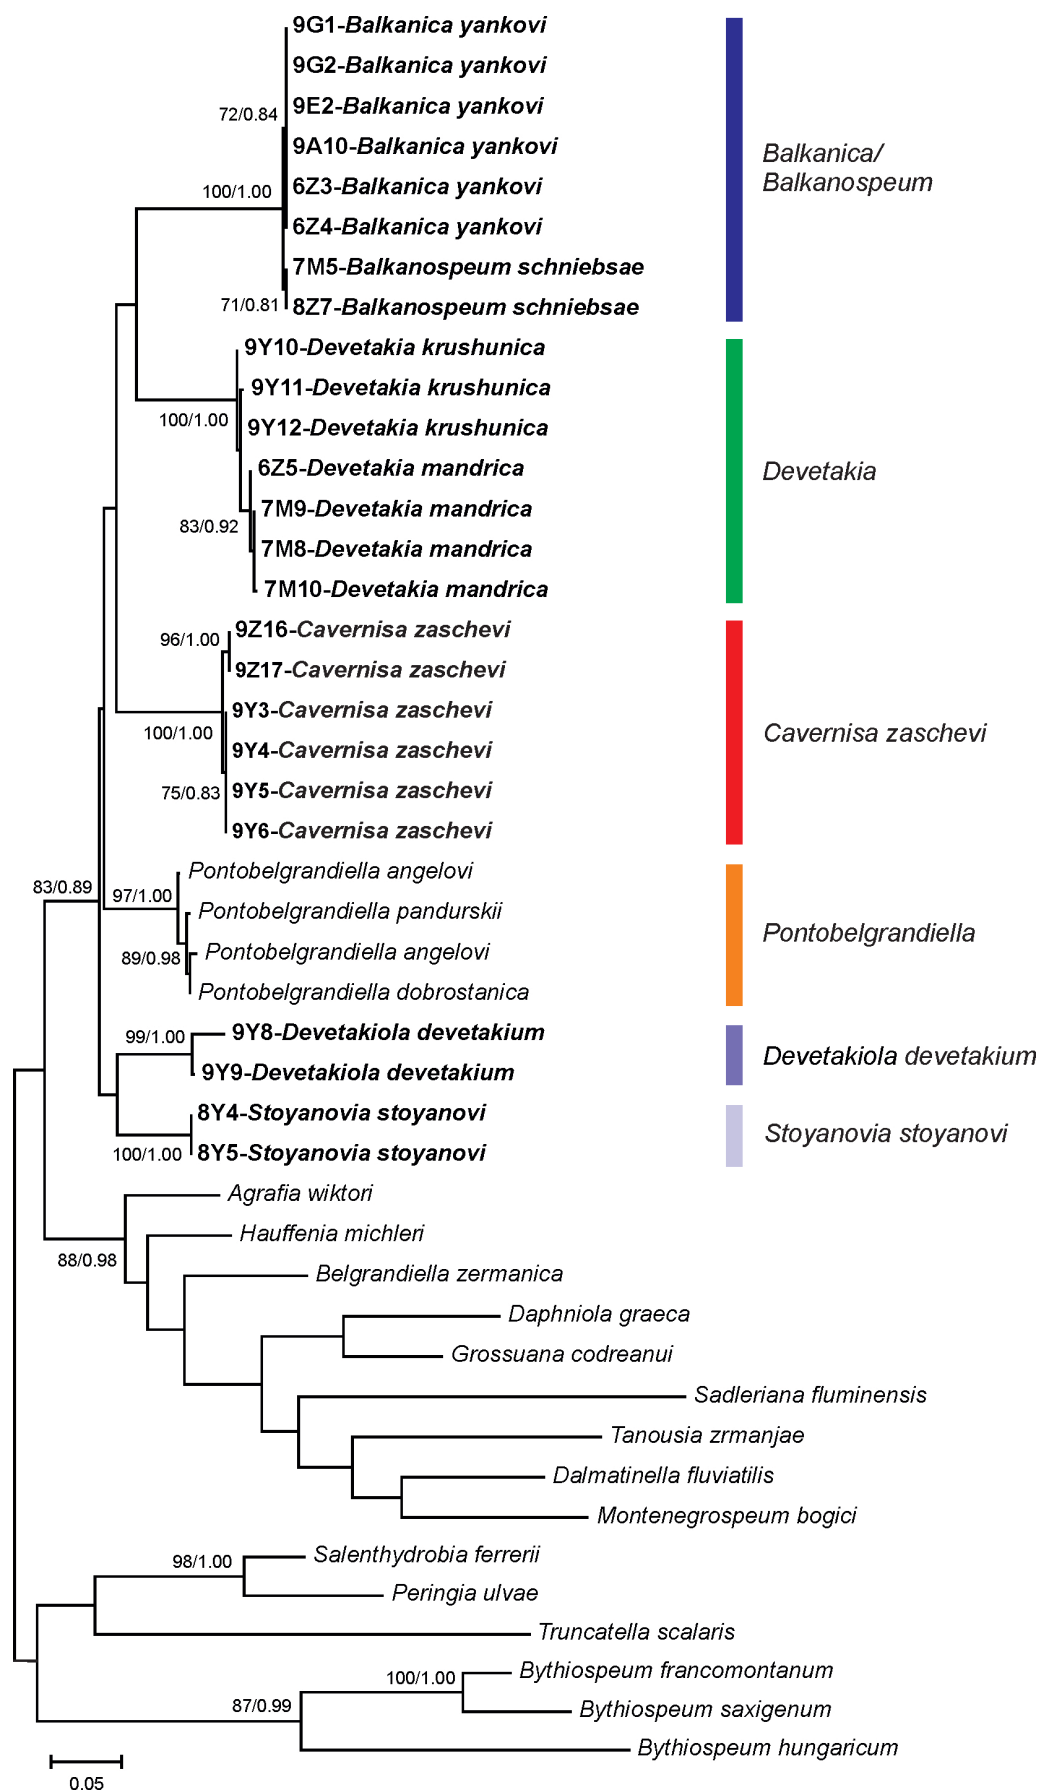 9G1-Balkanica yankovi
9G2-Balkanica yankovi
9E2-Balkanica yankovi
72/0.84
9A10-Balkanica yankovi
Balkanica/
Balkanospeum
6Z3-Balkanica yankovi
100/1.00
6Z4-Balkanica yankovi
7M5-Balkanospeum schniebsae
71/0.81
8Z7-Balkanospeum schniebsae
9Y10-Devetakia krushunica
9Y11-Devetakia krushunica
100/1.00
9Y12-Devetakia krushunica
6Z5-Devetakia mandrica
Devetakia
7M9-Devetakia mandrica
83/0.92
7M8-Devetakia mandrica
7M10-Devetakia mandrica
9Z16-Cavernisa zaschevi
96/1.00
9Z17-Cavernisa zaschevi
9Y3-Cavernisa zaschevi
100/1.00
Cavernisa zaschevi
9Y4-Cavernisa zaschevi
75/0.83
9Y5-Cavernisa zaschevi
9Y6-Cavernisa zaschevi
Pontobelgrandiella angelovi
83/0.89
97/1.00
Pontobelgrandiella pandurskii
Pontobelgrandiella
Pontobelgrandiella angelovi
89/0.98
Pontobelgrandiella dobrostanica
99/1.00
9Y8-Devetakiola devetakium
Devetakiola devetakium
9Y9-Devetakiola devetakium
8Y4-Stoyanovia stoyanovi
Stoyanovia stoyanovi
100/1.00
8Y5-Stoyanovia stoyanovi
Agrafia wiktori
Hauffenia michleri
88/0.98
Belgrandiella zermanica
Daphniola graeca
Grossuana codreanui
Sadleriana fluminensis
Tanousia zrmanjae
Dalmatinella fluviatilis
Montenegrospeum bogici
98/1.00
Salenthydrobia ferrerii
Peringia ulvae
Truncatella scalaris
100/1.00
Bythiospeum francomontanum
87/0.99
Bythiospeum saxigenum
Bythiospeum hungaricum
0.05